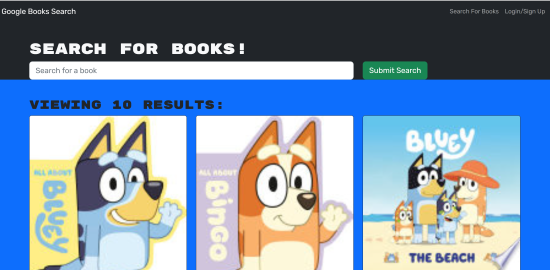 Google Books Search
Search For Books
Login/Sign Up
SEARCH FOR BOOKS!
Search for a book
Submit Search
VIEWING 10 RESULTS:
ALL ABOUT
Bluey
ALL ABOUT
Bingo
BLUEY
THE BEACH